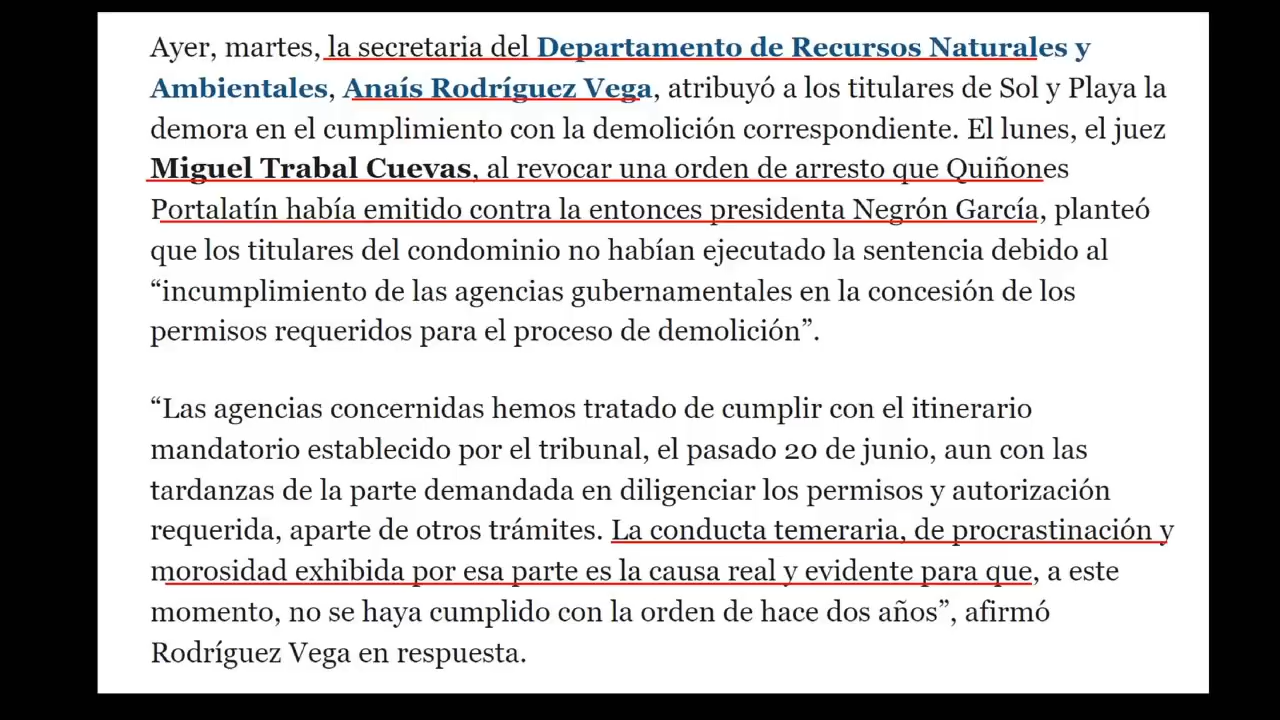 Ayer, martes, la secretaria del Departamento de Recursos Naturales y
Ambientales, Anaís Rodríguez Vega, atribuyó a los titulares de Sol y Playa la
demora en el cumplimiento con la demolición correspondiente. El lunes, el juez
Miguel Trabal Cuevas, al revocar una orden de arresto que Quiñones
Portalatín había emitido contra la entonces presidenta Negrón García, planteó
que los titulares del condominio no habían ejecutado la sentencia debido al
“incumplimiento de las agencias gubernamentales en la concesión de los
permisos requeridos para el proceso de demolición”.
“Las agencias concernidas hemos tratado de cumplir con el itinerario
mandatorio establecido por el tribunal, el pasado 20 de junio, aun con las
tardanzas de la parte demandada en diligenciar los permisos y autorización
requerida, aparte de otros trámites. La conducta temeraria, de procrastinación y
morosidad exhibida por esa parte es la causa real y evidente para que, a este
momento, no se haya cumplido con la orden de hace dos años”, afirmó
Rodríguez Vega en respuesta.